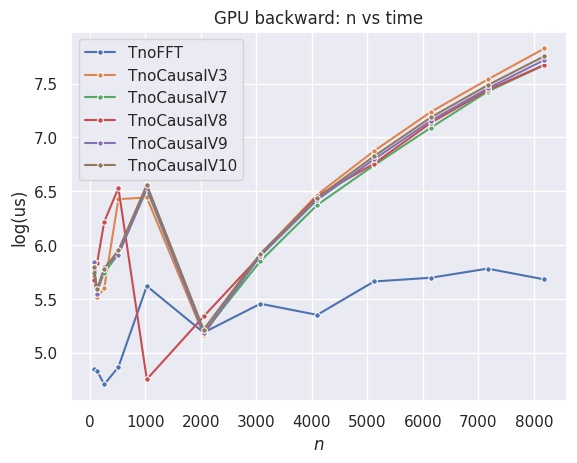 GPU backward: n vs time
TnoFFT
TnoCausalV3
TnoCausalV7
TnoCausalV8
TnoCausalV9
TnoCausalV10
log(us)
7.5
7.0
6.5
6.0
5.5
5.0
0 1000 2000 3000 4000 5000 6000 7000 8000
n